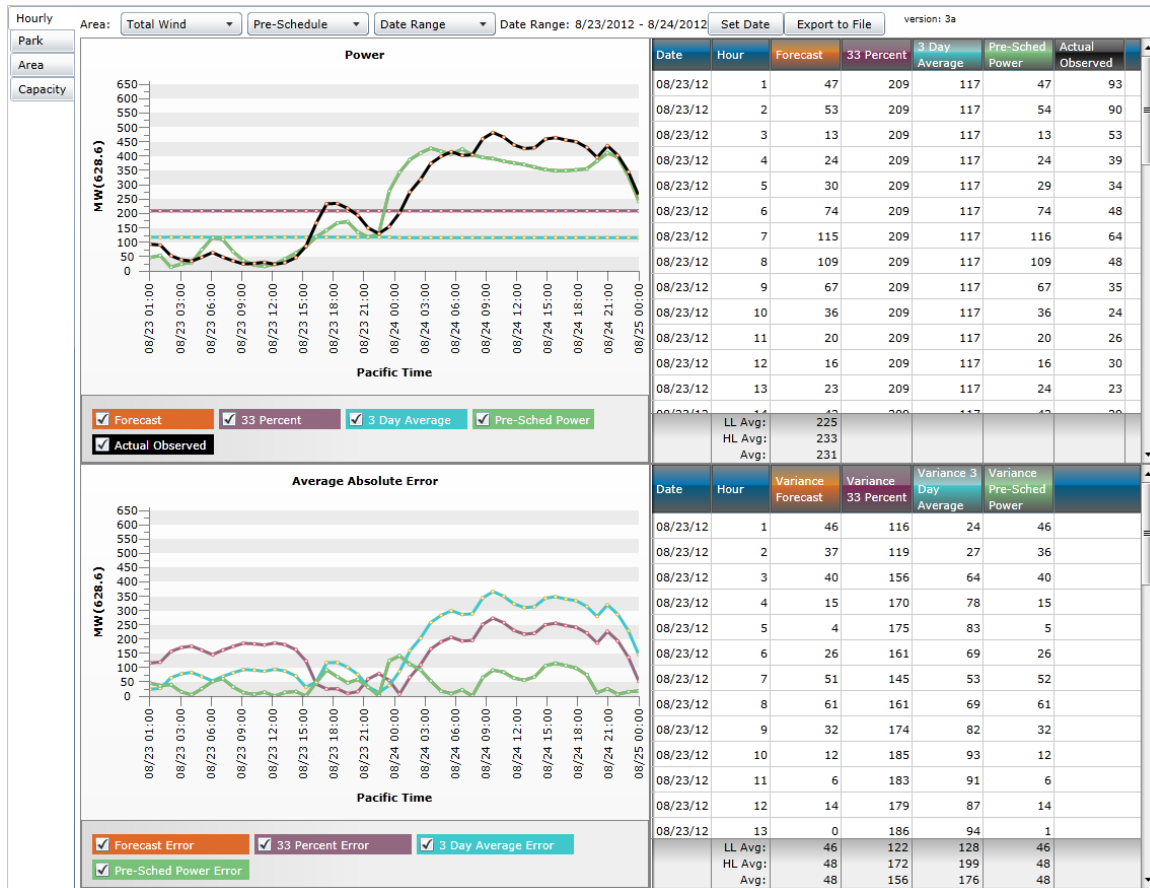 Hourly
Park
Area
Capacity
Area: Total Wind Pre-Schedule Date Range Date Range: 8/23/2012 - 8/24/2012 Set Date Export to File version: 3a
Power
MW(628.6)
650
600
550
500
450
400
350
300
250
200
150
100
50
0
08/23 01:00
08/23 03:00
08/23 06:00
08/23 09:00
08/23 12:00
08/23 15:00
08/23 18:00
08/23 21:00
08/24 00:00
08/24 03:00
08/24 06:00
08/24 09:00
08/24 12:00
08/24 15:00
08/24 18:00
08/24 21:00
08/25 00:00
Pacific Time
Forecast 33 Percent 3 Day Average Pre-Sched Power
Actual Observed
Date Hour Forecast 33 Percent 3 Day Average Pre-Sched Power Actual Observed
08/23/12 1 47 209 117 47 93
08/23/12 2 53 209 117 54 90
08/23/12 3 13 209 117 13 53
08/23/12 4 24 209 117 24 39
08/23/12 5 30 209 117 29 34
08/23/12 6 74 209 117 74 48
08/23/12 7 115 209 117 116 64
08/23/12 8 109 209 117 109 48
08/23/12 9 67 209 117 67 35
08/23/12 10 36 209 117 36 24
08/23/12 11 20 209 117 20 26
08/23/12 12 16 209 117 16 30
08/23/12 13 23 209 117 24 23
LL Avg: 225
HL Avg: 233
Avg: 231
Average Absolute Error
MW(628.6)
650
600
550
500
450
400
350
300
250
200
150
100
50
0
08/23 01:00
08/23 03:00
08/23 06:00
08/23 09:00
08/23 12:00
08/23 15:00
08/23 18:00
08/23 21:00
08/24 00:00
08/24 03:00
08/24 06:00
08/24 09:00
08/24 12:00
08/24 15:00
08/24 18:00
08/24 21:00
08/25 00:00
Pacific Time
Forecast Error 33 Percent Error 3 Day Average Error
Pre-Sched Power Error
Date Hour Variance Forecast Variance 33 Percent Variance 3 Day Average Variance Pre-Sched Power
08/23/12 1 46 116 24 46
08/23/12 2 37 119 27 36
08/23/12 3 40 156 64 40
08/23/12 4 15 170 78 15
08/23/12 5 4 175 83 5
08/23/12 6 26 161 69 26
08/23/12 7 51 145 53 52
08/23/12 8 61 161 69 61
08/23/12 9 32 174 82 32
08/23/12 10 12 185 93 12
08/23/12 11 6 183 91 6
08/23/12 12 14 179 87 14
08/23/12 13 0 186 94 1
LL Avg: 46 122 128 46
HL Avg: 48 172 199 48
Avg: 48 156 176 48